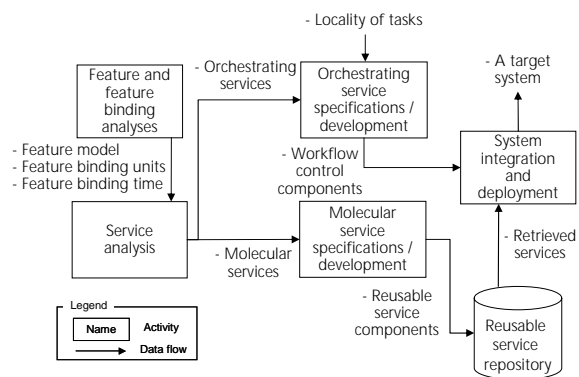 - Locality of tasks
Feature and
feature
binding
analyses
- Orchestrating
services
Orchestrating
service
specifications /
development
- A target
system
- Feature model
- Feature binding units
- Feature binding time
- Workflow
control
components
System
integration
and
deployment
Service
analysis
- Molecular
services
Molecular
service
specifications /
development
- Retrieved
services
- Reusable
service
components
Reusable
service
repository
Legend
Name Activity
Data flow